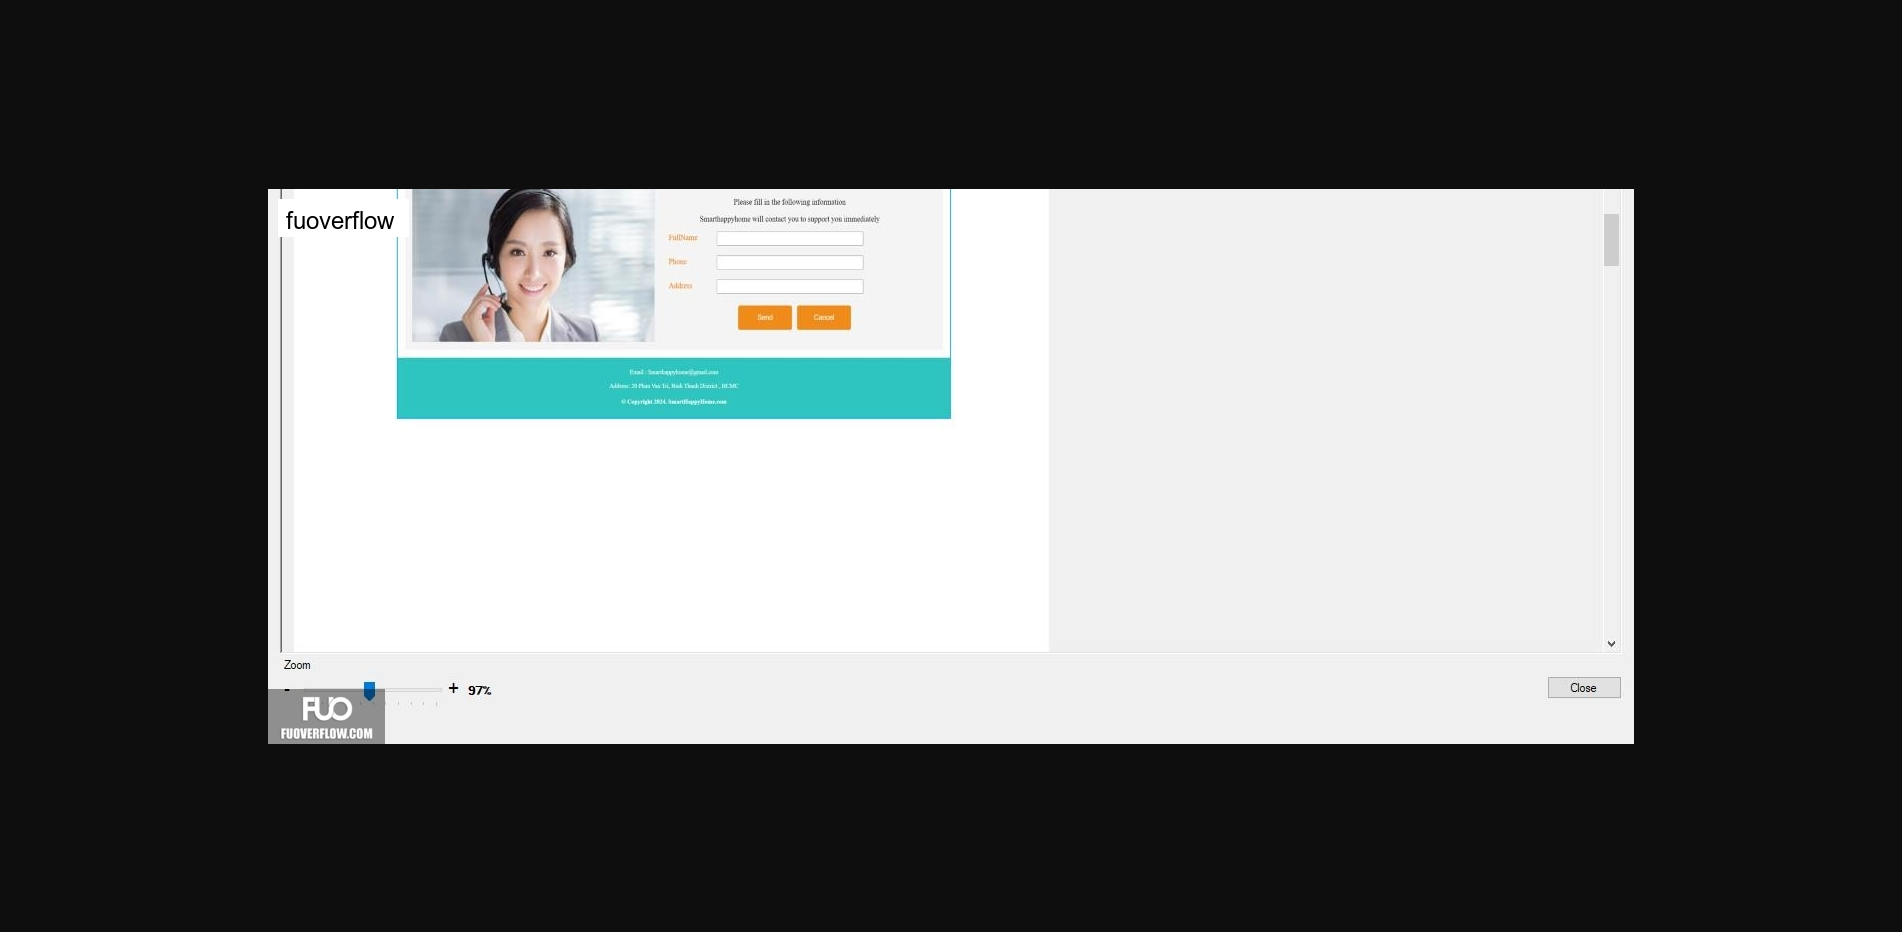 fuoverflow
Please fill in the following information
Smarthappyhome will contact you to support you immediately
FullName
Phone
Address
Send
Cancel
Email : Smarthappyhome@gmail.com
Address: 20 Phan Van Tri, Binh Thanh District , HCMC
© Copyright 2024. SmartHappyHome.com
Zoom
- + 97%
Close
FUO
FUOVERFLOW.COM